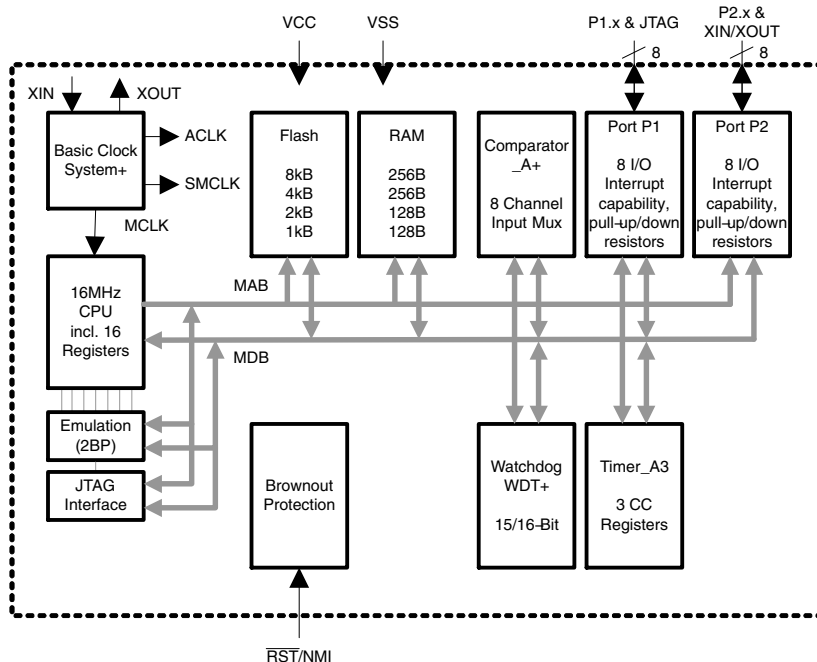 VCC
VSS
P1.x & JTAG
8
P2.x &
XIN/XOUT
8
XIN
XOUT
Basic Clock
System+
ACLK
SMCLK
MCLK
Flash
8kB
4kB
2kB
1kB
RAM
256B
256B
128B
128B
Comparator
_A+
8 Channel
Input Mux
Port P1
8 I/O
Interrupt
capability,
pull-up/down
resistors
Port P2
8 I/O
Interrupt
capability,
pull-up/down
resistors
16MHz
CPU
incl. 16
Registers
MAB
MDB
Emulation
(2BP)
JTAG
Interface
Brownout
Protection
Watchdog
WDT+
15/16-Bit
Timer_A3
3 CC
Registers
RST/NMI